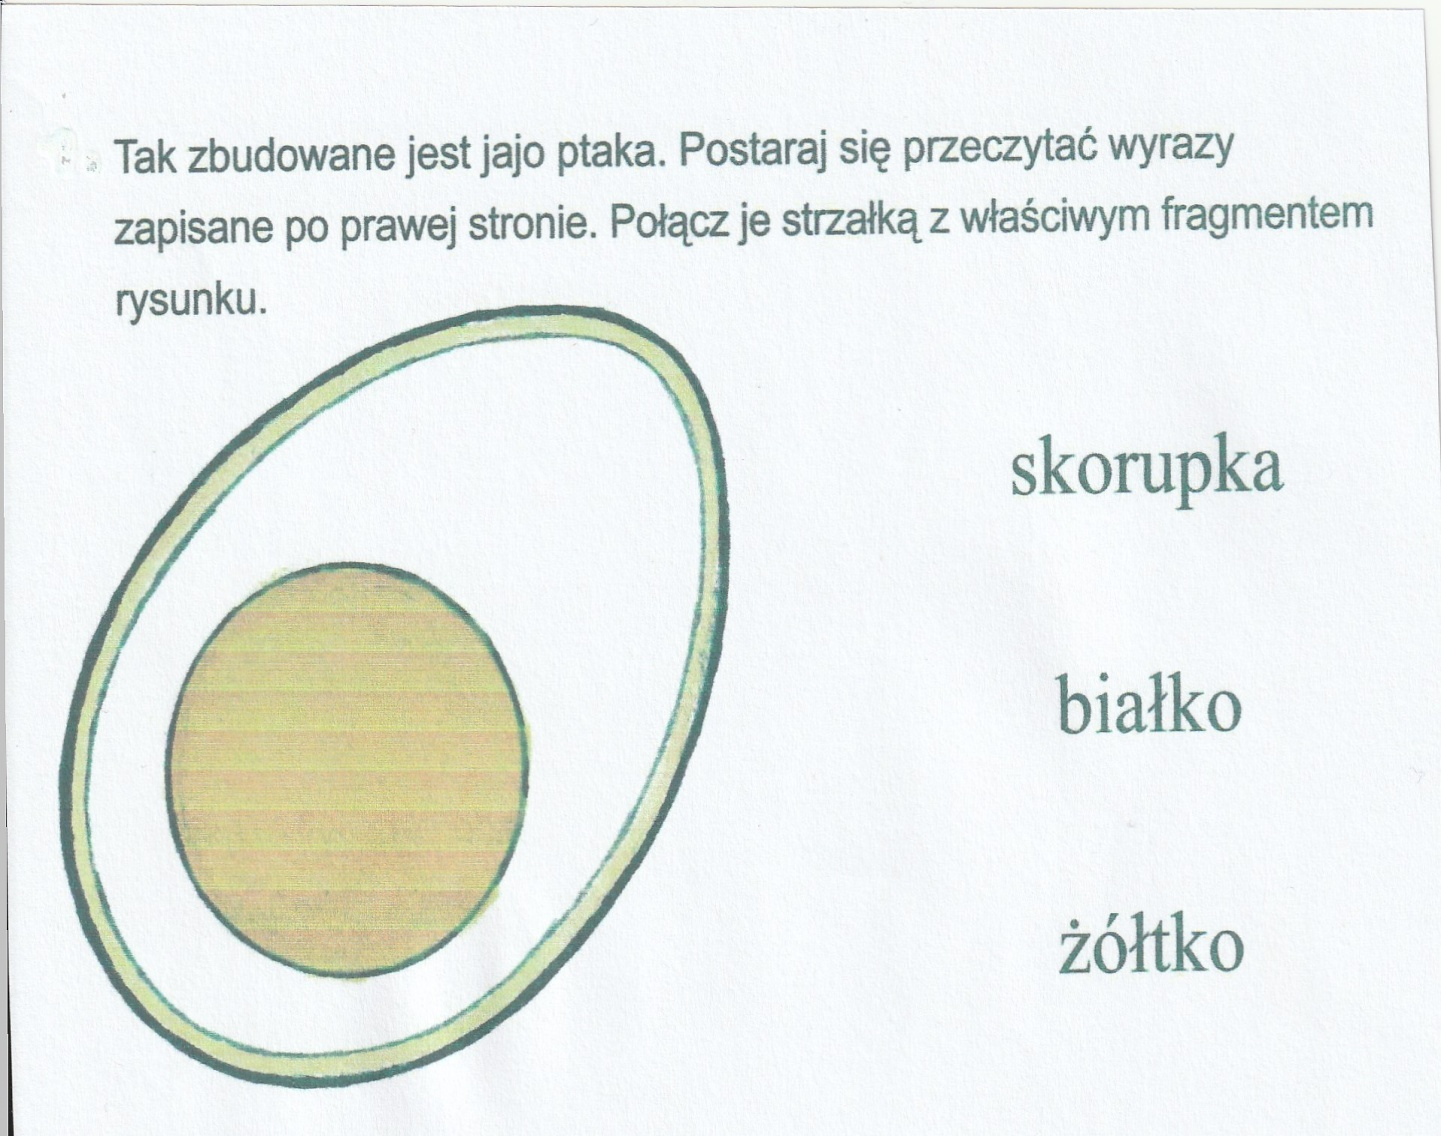 Tak zbudowane jest jajo ptaka. Postaraj się przeczytać wyrazy
zapisane po prawej stronie. Połącz je strzałką z właściwym fragmentem
rysunku.
skorupka
białko
żółtko